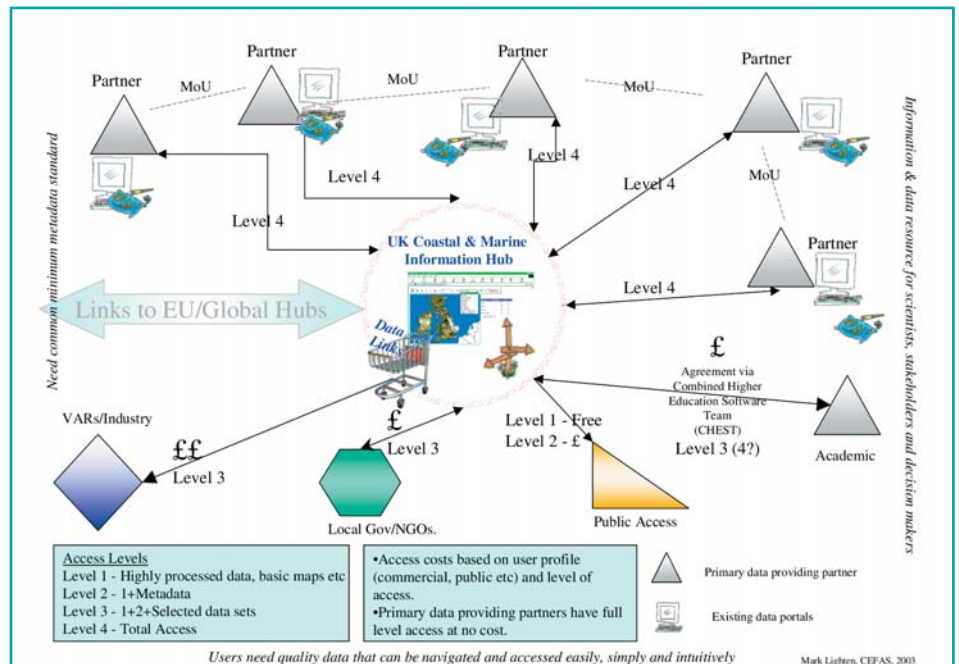 Partner
Partner
Partner
Partner
MoU
MoU
MoU
MoU
Partner
Level 4
Level 4
Level 4
Level 4
Level 4
Need common minimum metadata standard
Information & data resource for scientists, stakeholders and decision makers
UK Coastal & Marine
Information Hub
Links to EU/Global Hubs
Data
Links
£
Agreement via
Combined Higher
Education Software
Team
(CHEST)
Level 3 (4?)
Academic
VARs/Industry
££
Level 3
£
Level 3
Local Gov/NGOs.
Level 1 - Free
Level 2 - £
Public Access
Access Levels
Level 1 - Highly processed data, basic maps etc
Level 2 - 1+Metadata
Level 3 - 1+2+Selected data sets
Level 4 - Total Access
•Access costs based on user profile
(commercial, public etc) and level of
access.
•Primary data providing partners have full
level access at no cost.
Primary data providing partner
Existing data portals
Users need quality data that can be navigated and accessed easily, simply and intuitively
Mark Lighten, CEFAS, 2003